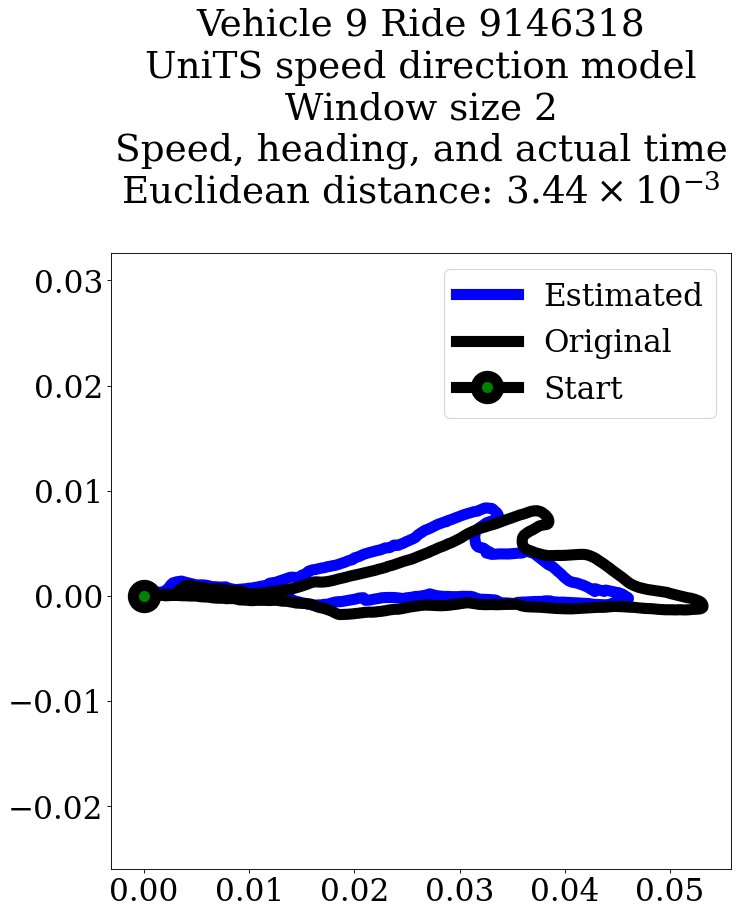 Vehicle 9 Ride 9146318
UniTS speed direction model
Window size 2
Speed, heading, and actual time
Euclidean distance: 3.44 × 10⁻³
Estimated
Original
Start
0.03
0.02
0.01
0.00
−0.01
−0.02
0.00 0.01 0.02 0.03 0.04 0.05